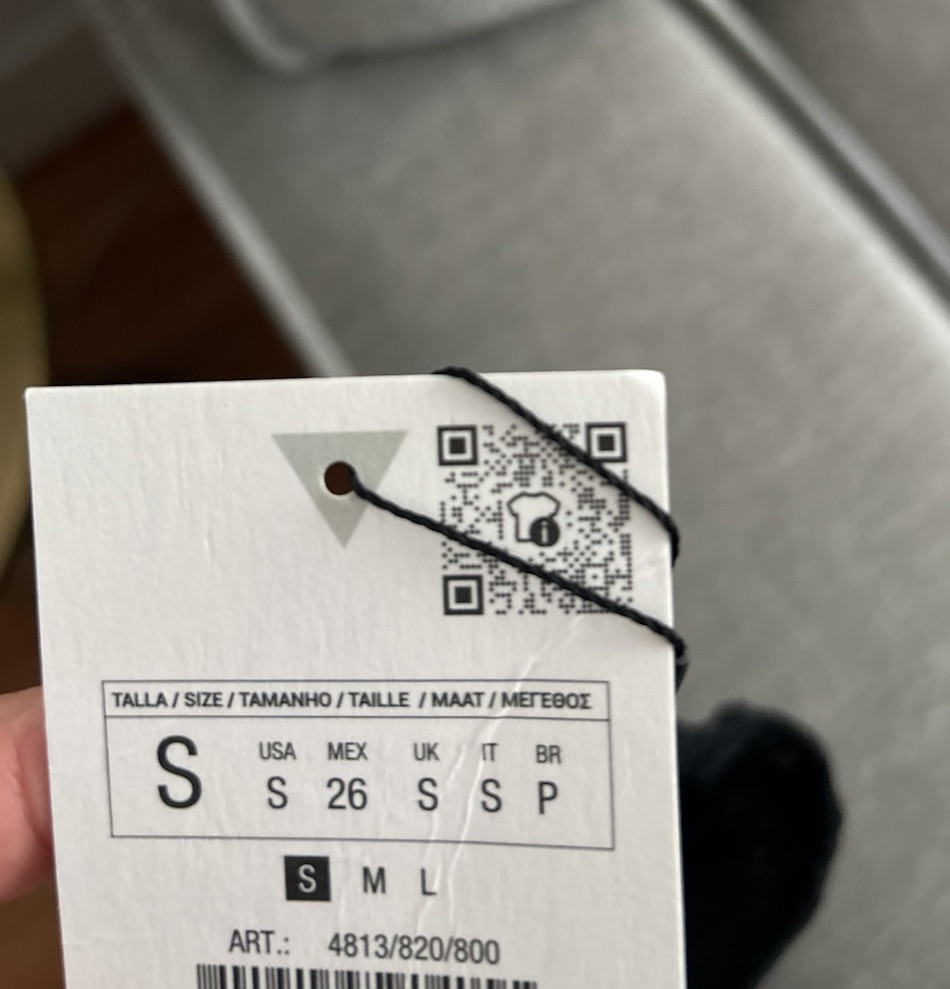 TALLA / SIZE / TAMANHO / TAILLE / MAAT / ΜΕΓΕΘΟΣ
USA MEX UK IT BR
S S 26 S S P
S M L
ART.: 4813/820/800